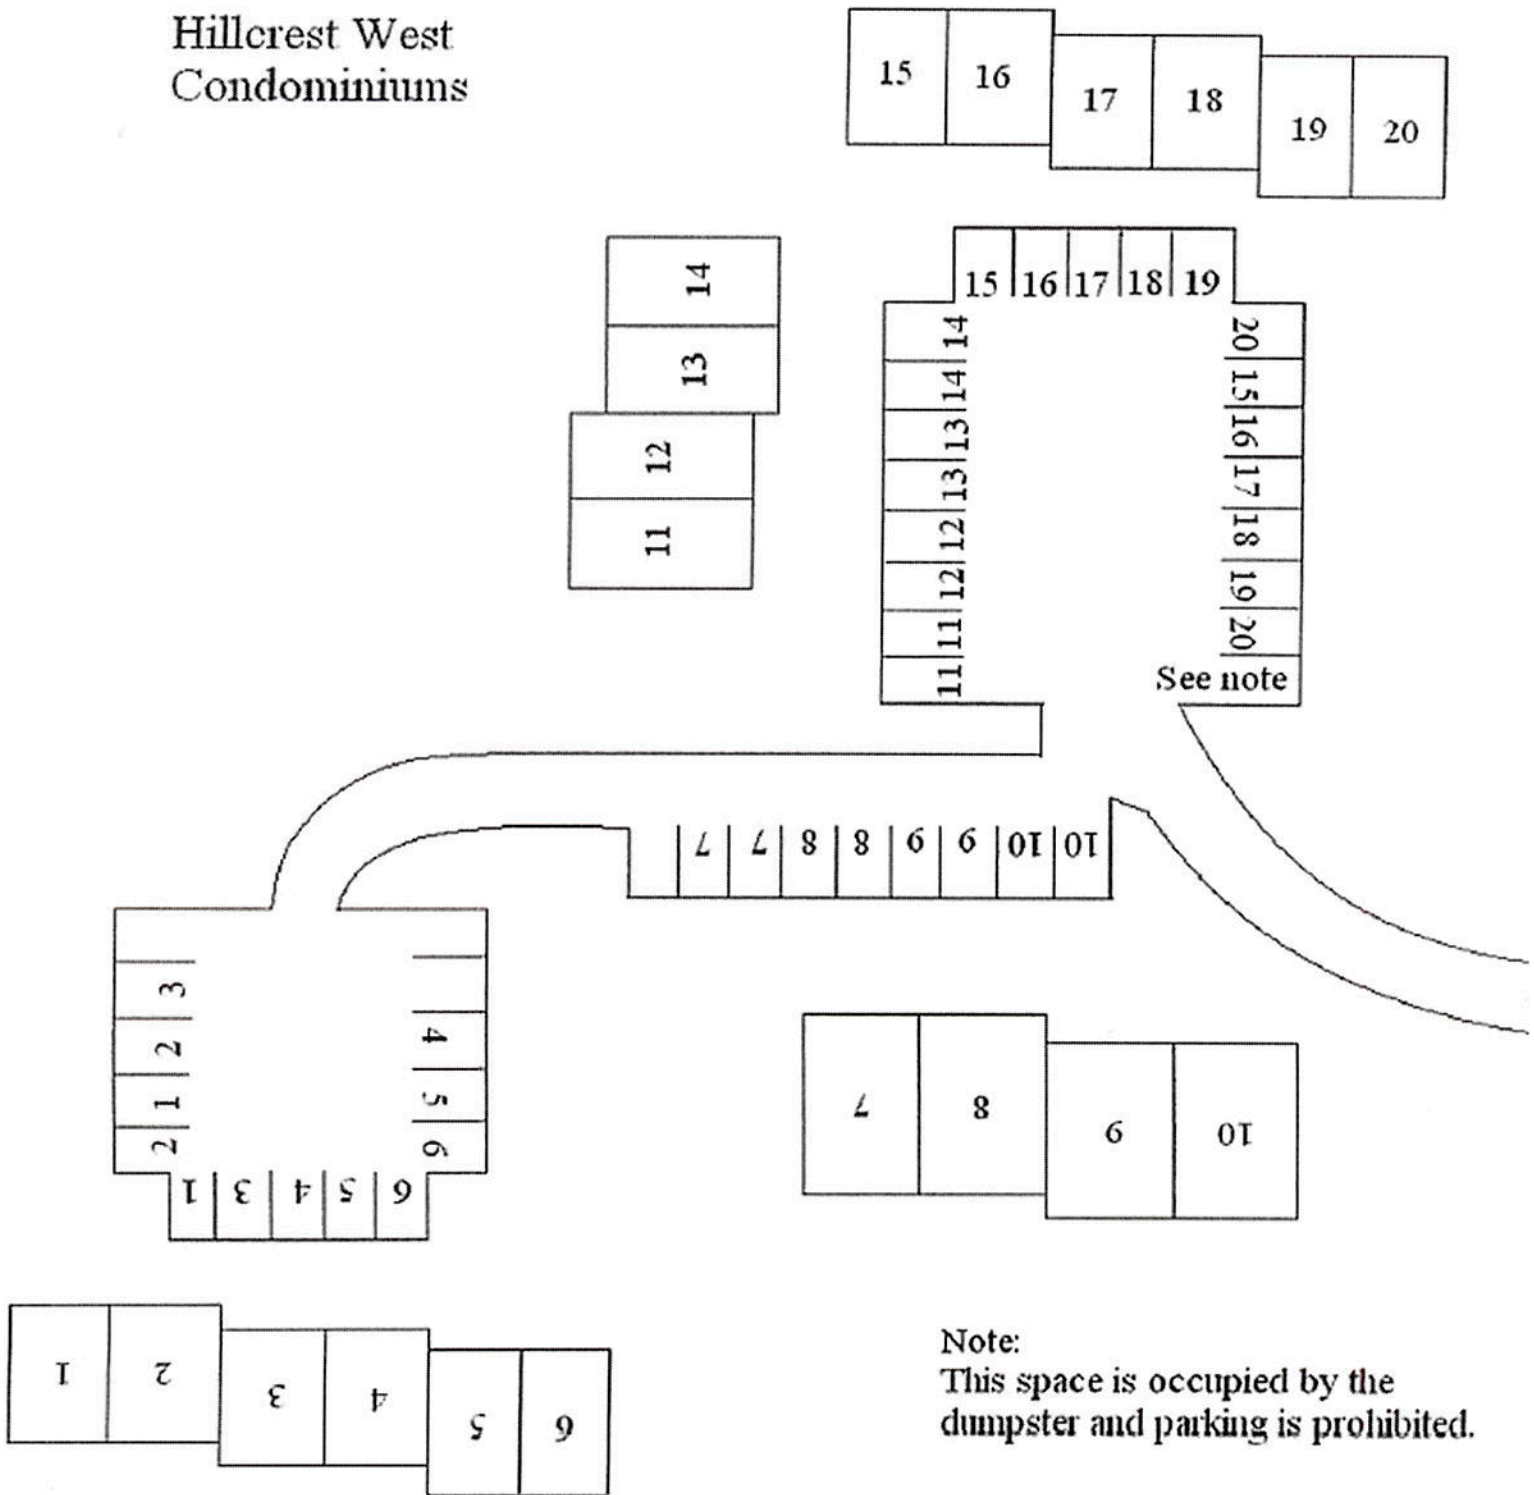 Hillcrest West
Condominiums
15 16 17 18 19 20
14
13
12
11
15 16 17 18 19
14
14
13
13
12
12
11
11
20
15
16
17
18
19
20
See note
7 7 8 8 9 9 10 10
3
2
1
2
4
5
6
1 3 4 5 6
7 8 9 10
1 2 3 4 5 6
Note:
This space is occupied by the
dumpster and parking is prohibited.